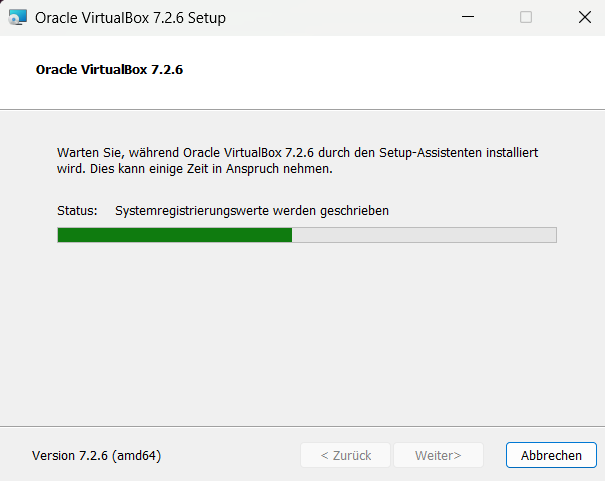 Oracle VirtualBox 7.2.6 Setup
Oracle VirtualBox 7.2.6
Warten Sie, während Oracle VirtualBox 7.2.6 durch den Setup-Assistenten installiert
wird. Dies kann einige Zeit in Anspruch nehmen.
Status: Systemregistrierungswerte werden geschrieben
Version 7.2.6 (amd64)
< Zurück
Weiter>
Abbrechen